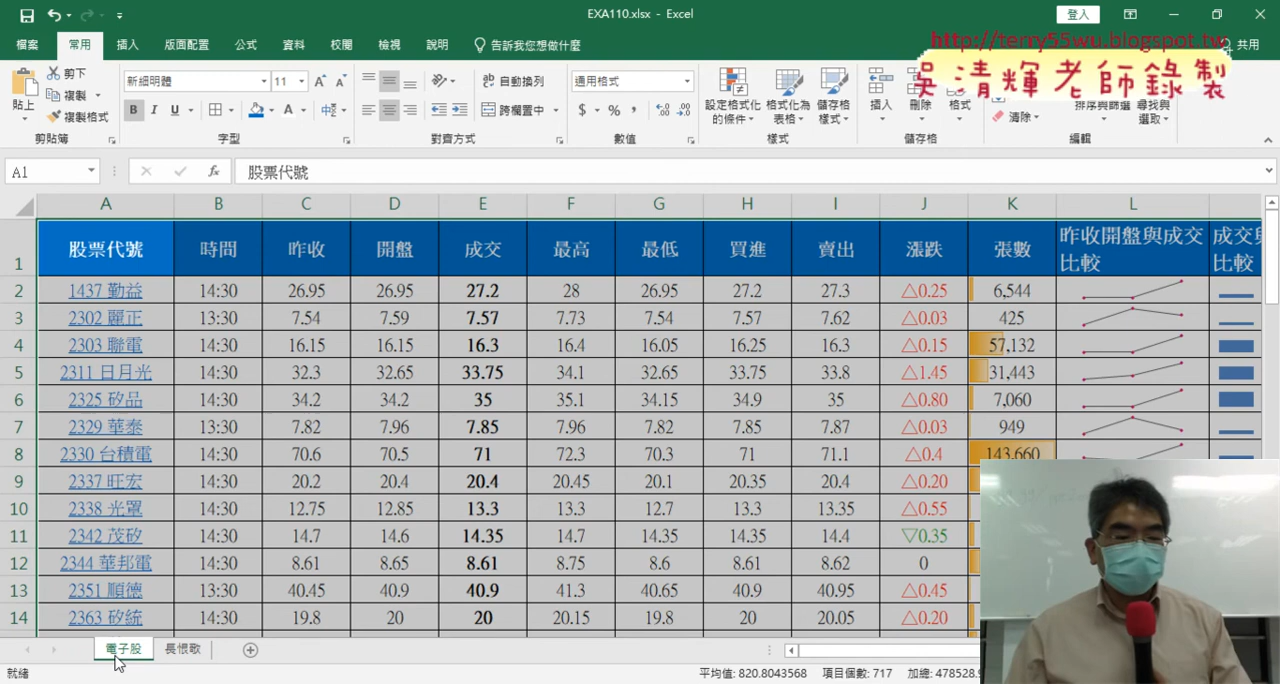 EXA110.xlsx - Excel
登入
檔案 常用 插入 版面配置 公式 資料 校閱 檢視 說明 告訴我您想做什麼 共用
http://terry55wu.blogspot.tw
吳清輝老師錄製
貼上 剪下 複製 複製格式 剪貼簿
新細明體 11 B I U 字型
自動換列 跨欄置中 對齊方式
通用格式 $ % 數值
設定格式化的條件 格式化為表格 儲存格樣式 樣式
插入 刪除 格式 儲存格
清除 排序與篩選 尋找與選取 編輯
A1 fx 股票代號
A B C D E F G H I J K L
1 股票代號 時間 昨收 開盤 成交 最高 最低 買進 賣出 漲跌 張數 昨收開盤與成交比較
2 1437 勤益 14:30 26.95 26.95 27.2 28 26.95 27.2 27.3 △0.25 6,544
3 2302 麗正 13:30 7.54 7.59 7.57 7.73 7.54 7.57 7.62 △0.03 425
4 2303 聯電 14:30 16.15 16.15 16.3 16.4 16.05 16.25 16.3 △0.15 57,132
5 2311 日月光 14:30 32.3 32.65 33.75 34.1 32.65 33.75 33.8 △1.45 31,443
6 2325 矽品 14:30 34.2 34.2 35 35.1 34.15 34.9 35 △0.80 7,060
7 2329 華泰 13:30 7.82 7.96 7.85 7.96 7.82 7.85 7.87 △0.03 949
8 2330 台積電 14:30 70.6 70.5 71 72.3 70.3 71 71.1 △0.4 143,660
9 2337 旺宏 14:30 20.2 20.4 20.4 20.45 20.1 20.35 20.4 △0.20
10 2338 光罩 14:30 12.75 12.85 13.3 13.3 12.7 13.3 13.35 △0.55
11 2342 茂矽 14:30 14.7 14.6 14.35 14.7 14.35 14.35 14.4 ▽0.35
12 2344 華邦電 14:30 8.61 8.65 8.61 8.75 8.6 8.61 8.62 0
13 2351 順德 13:30 40.45 40.9 40.9 41.3 40.65 40.9 40.95 △0.45
14 2363 矽統 14:30 19.8 20 20 20.15 19.8 20 20.05 △0.20
電子股 長恨歌
就緒 平均值: 820.8043568 項目個數: 717 加總: 478528.9